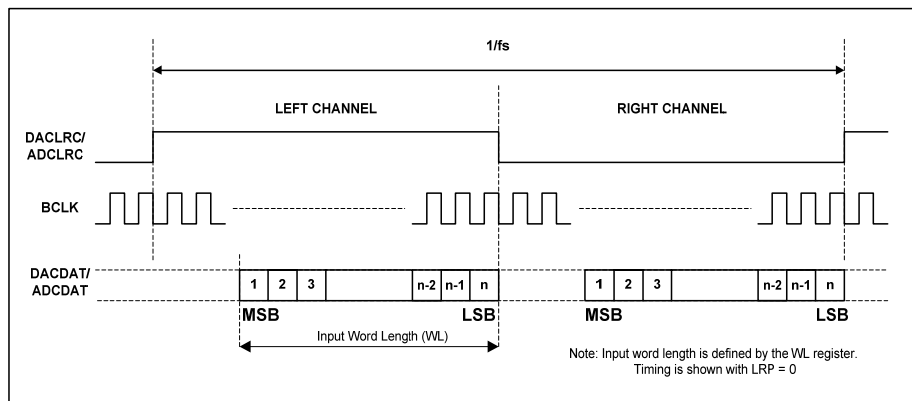 1/fs
LEFT CHANNEL
RIGHT CHANNEL
DACLRC/
ADCLRC
BCLK
DACDAT/
ADCDAT
1 2 3 n-2 n-1 n 1 2 3 n-2 n-1 n
MSB LSB MSB LSB
Input Word Length (WL)
Note: Input word length is defined by the WL register.
Timing is shown with LRP = 0